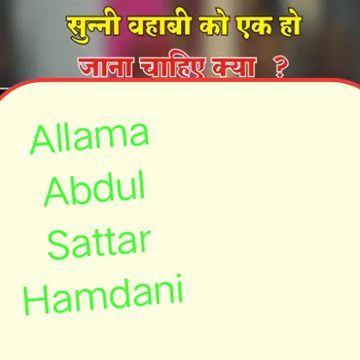 सुन्नी वहाबी को एक हो
जाना चाहिए क्या ?
Allama
Abdul
Sattar
Hamdani